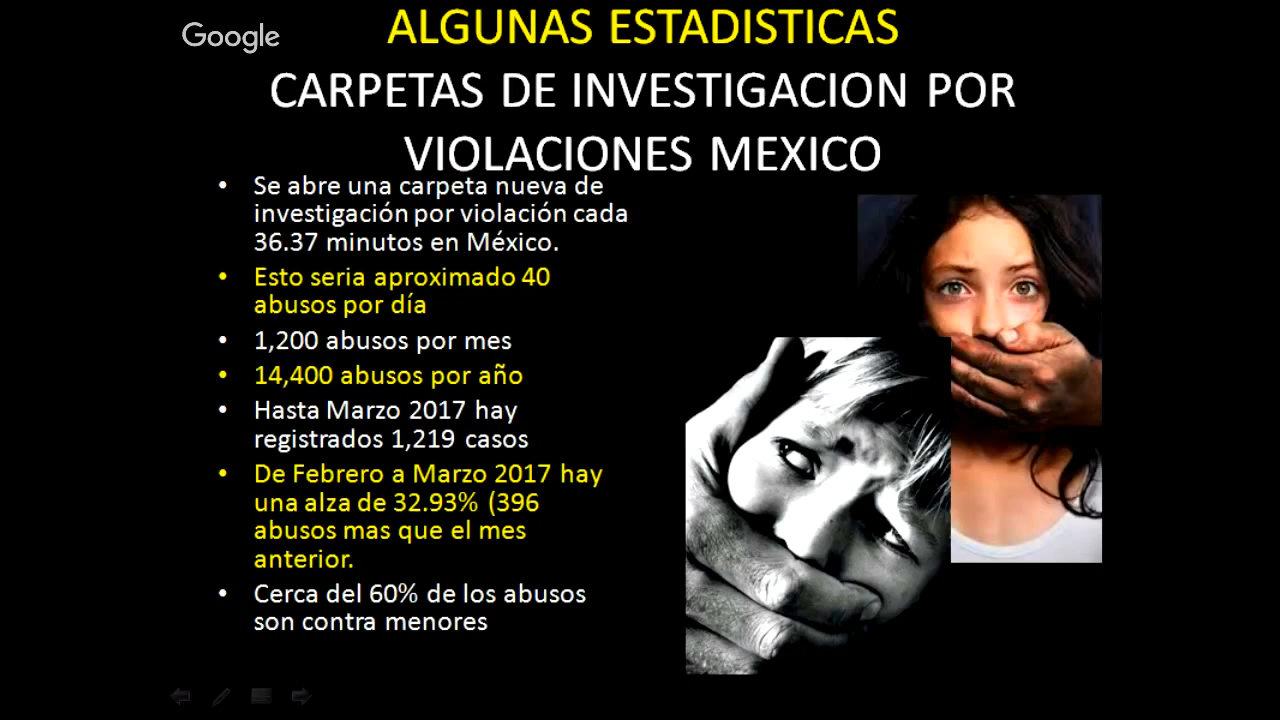 Google
ALGUNAS ESTADISTICAS
CARPETAS DE INVESTIGACION POR
VIOLACIONES MEXICO
• Se abre una carpeta nueva de
investigación por violación cada
36.37 minutos en México.
• Esto seria aproximado 40
abusos por día
• 1,200 abusos por mes
• 14,400 abusos por año
• Hasta Marzo 2017 hay
registrados 1,219 casos
• De Febrero a Marzo 2017 hay
una alza de 32.93% (396
abusos mas que el mes
anterior.
• Cerca del 60% de los abusos
son contra menores